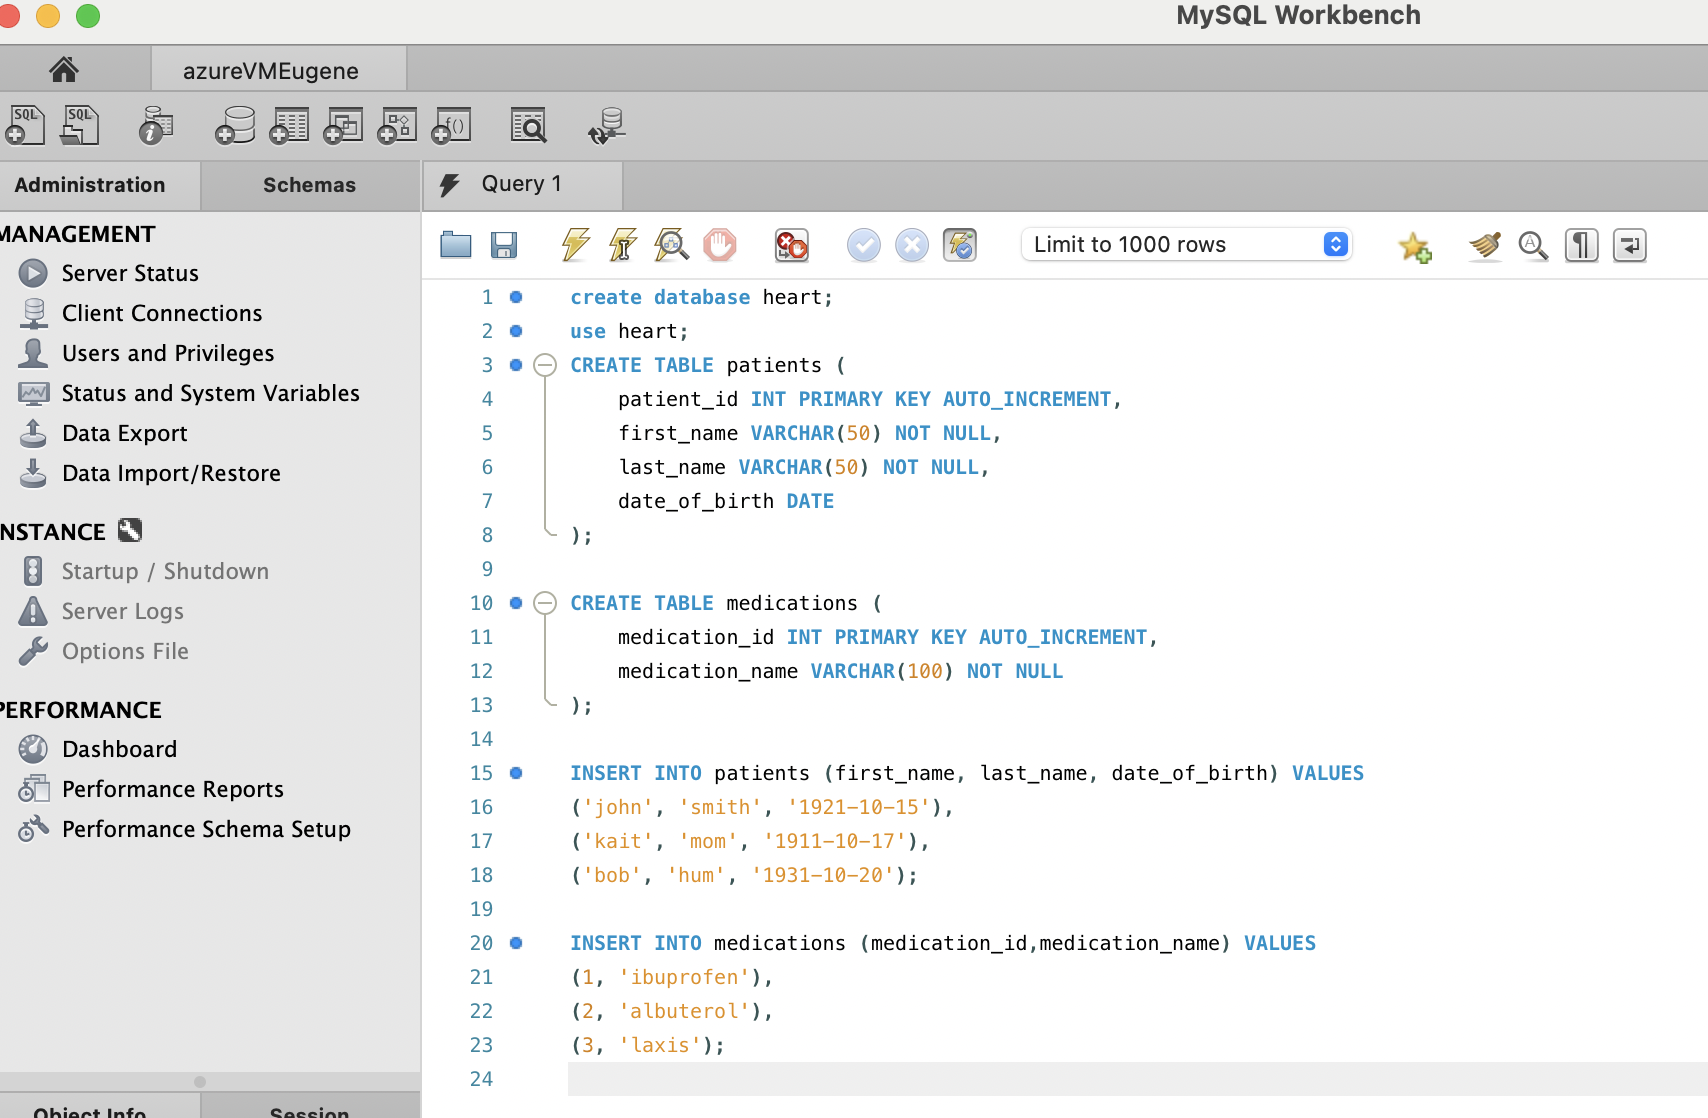 MySQL Workbench
azureVMEugene
SQL SQL i f()
Administration Schemas Query 1
MANAGEMENT
Server Status
Client Connections
Users and Privileges
Status and System Variables
Data Export
Data Import/Restore
NSTANCE
Startup / Shutdown
Server Logs
Options File
PERFORMANCE
Dashboard
Performance Reports
Performance Schema Setup
Object Info Session
Limit to 1000 rows
1 create database heart;
2 use heart;
3 CREATE TABLE patients (
4 patient_id INT PRIMARY KEY AUTO_INCREMENT,
5 first_name VARCHAR(50) NOT NULL,
6 last_name VARCHAR(50) NOT NULL,
7 date_of_birth DATE
8 );
9
10 CREATE TABLE medications (
11 medication_id INT PRIMARY KEY AUTO_INCREMENT,
12 medication_name VARCHAR(100) NOT NULL
13 );
14
15 INSERT INTO patients (first_name, last_name, date_of_birth) VALUES
16 ('john', 'smith', '1921-10-15'),
17 ('kait', 'mom', '1911-10-17'),
18 ('bob', 'hum', '1931-10-20');
19
20 INSERT INTO medications (medication_id,medication_name) VALUES
21 (1, 'ibuprofen'),
22 (2, 'albuterol'),
23 (3, 'laxis');
24